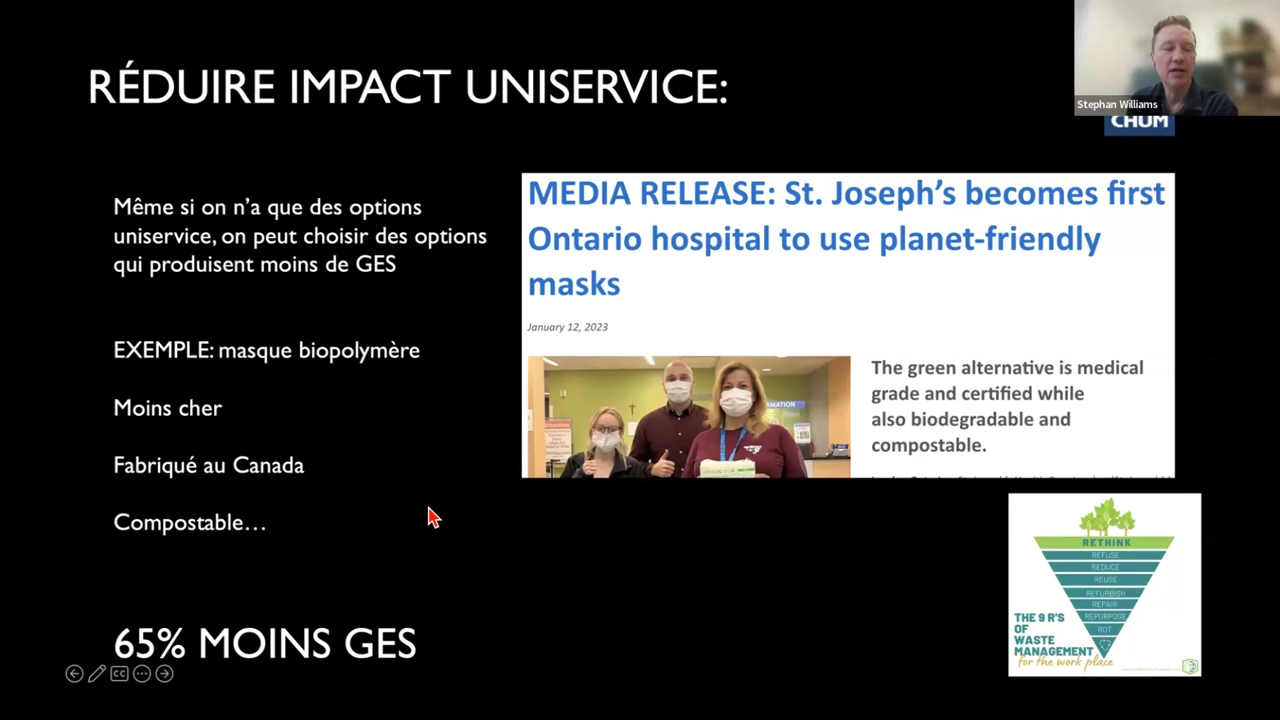 RÉDUIRE IMPACT UNISERVICE:
Stephan Williams
CHUM
Même si on n’a que des options
uniservice, on peut choisir des options
qui produisent moins de GES
EXEMPLE: masque biopolymère
Moins cher
Fabriqué au Canada
Compostable…
65% MOINS GES
MEDIA RELEASE: St. Joseph’s becomes first
Ontario hospital to use planet-friendly
masks
January 12, 2023
The green alternative is medical
grade and certified while
also biodegradable and
compostable.
RETHINK
REFUSE
REDUCE
REUSE
REFURBISH
REPAIR
REPURPOSE
ROT
THE 9 R'S
OF
WASTE
MANAGEMENT
for the work place
CC